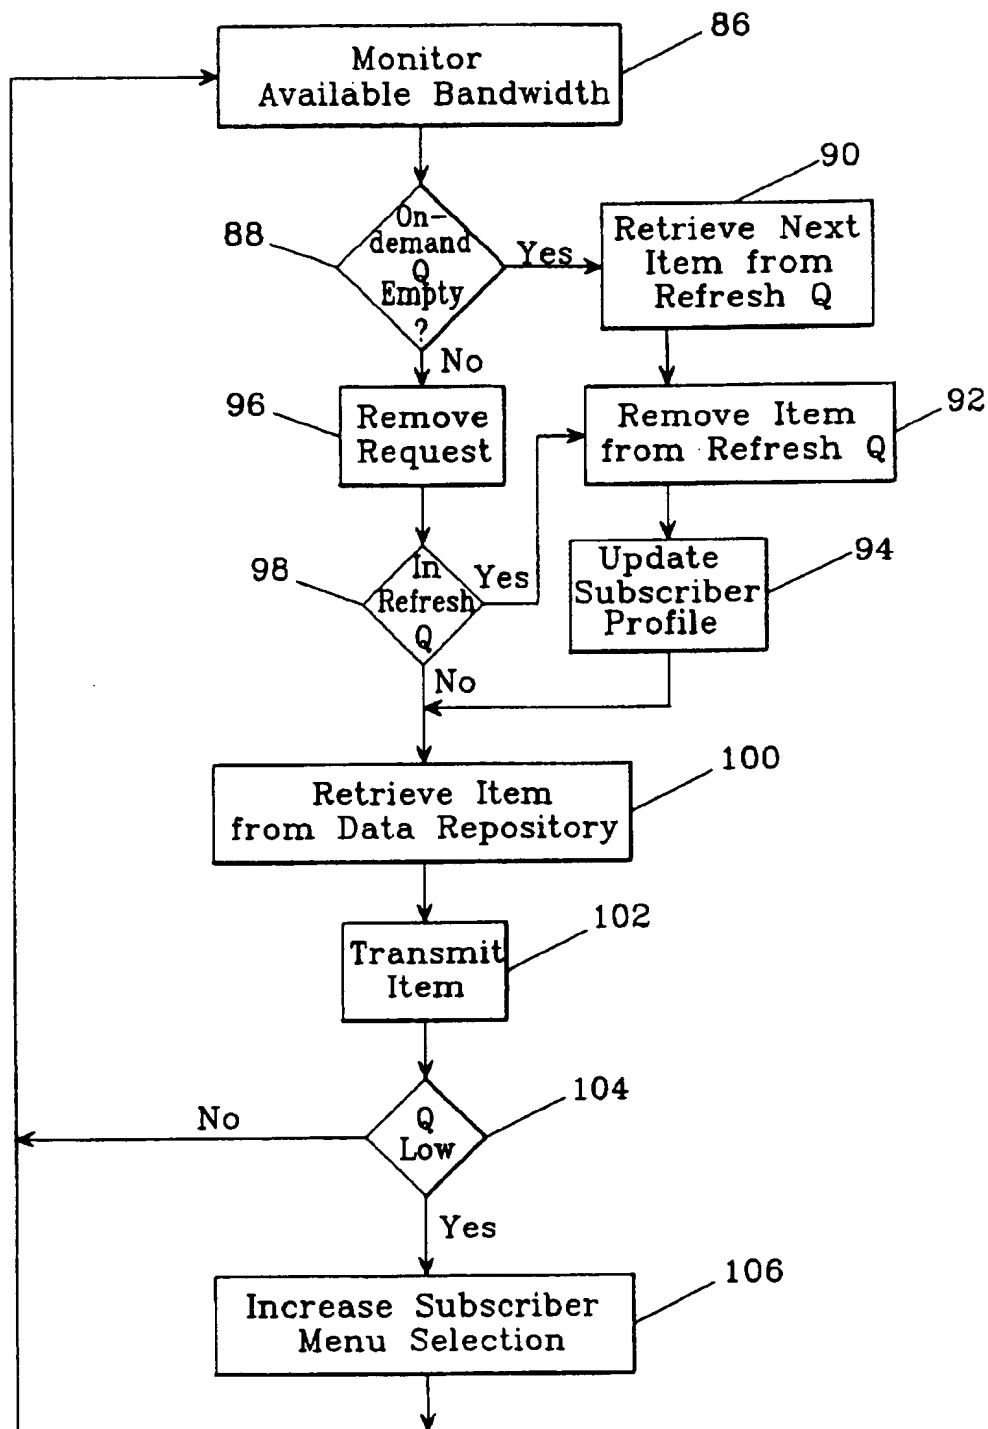 86
Monitor
Available Bandwidth
90
88
On-
demand
Q
Empty
?
Yes
Retrieve Next
Item from
Refresh Q
No
96
Remove
Request
92
Remove Item
from Refresh Q
98
In
Refresh
Q
Yes
94
Update
Subscriber
Profile
No
100
Retrieve Item
from Data Repository
102
Transmit
Item
104
Q
Low
No
Yes
106
Increase Subscriber
Menu Selection